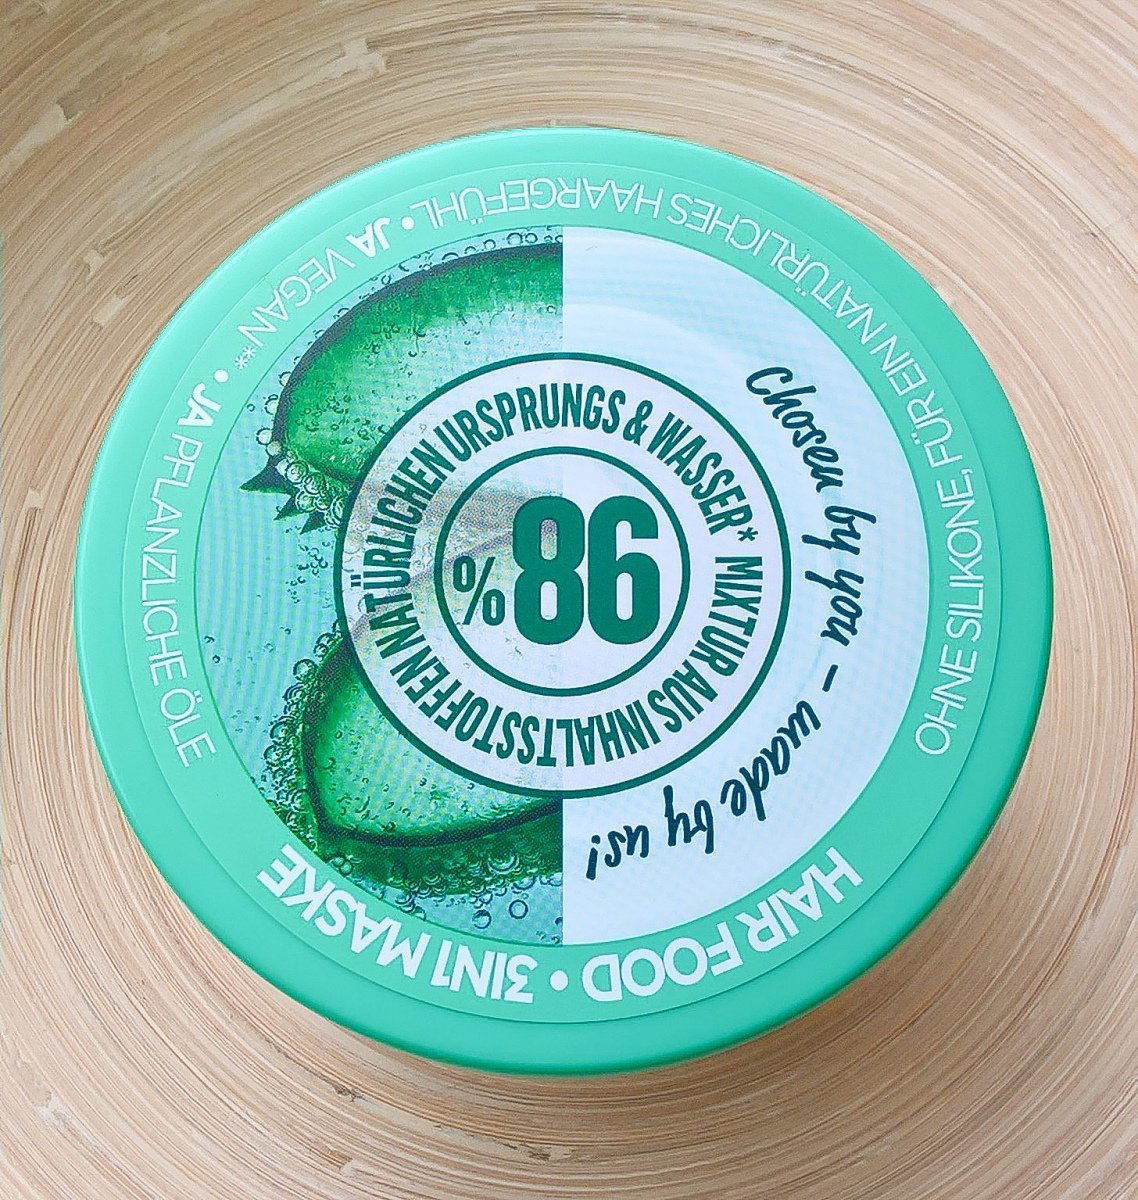 HAIR FOOD • 3IN1 MASKE
OHNE SILIKONE, FÜR EIN NATÜRLICHES HAARGEFÜHL • JA VEGAN** • JA PFLANZLICHE ÖLE
Chosen by you – made by us!
98%
MIXTUR AUS INHALTSSTOFFEN NATÜRLICHEN URSPRUNGS & WASSER*